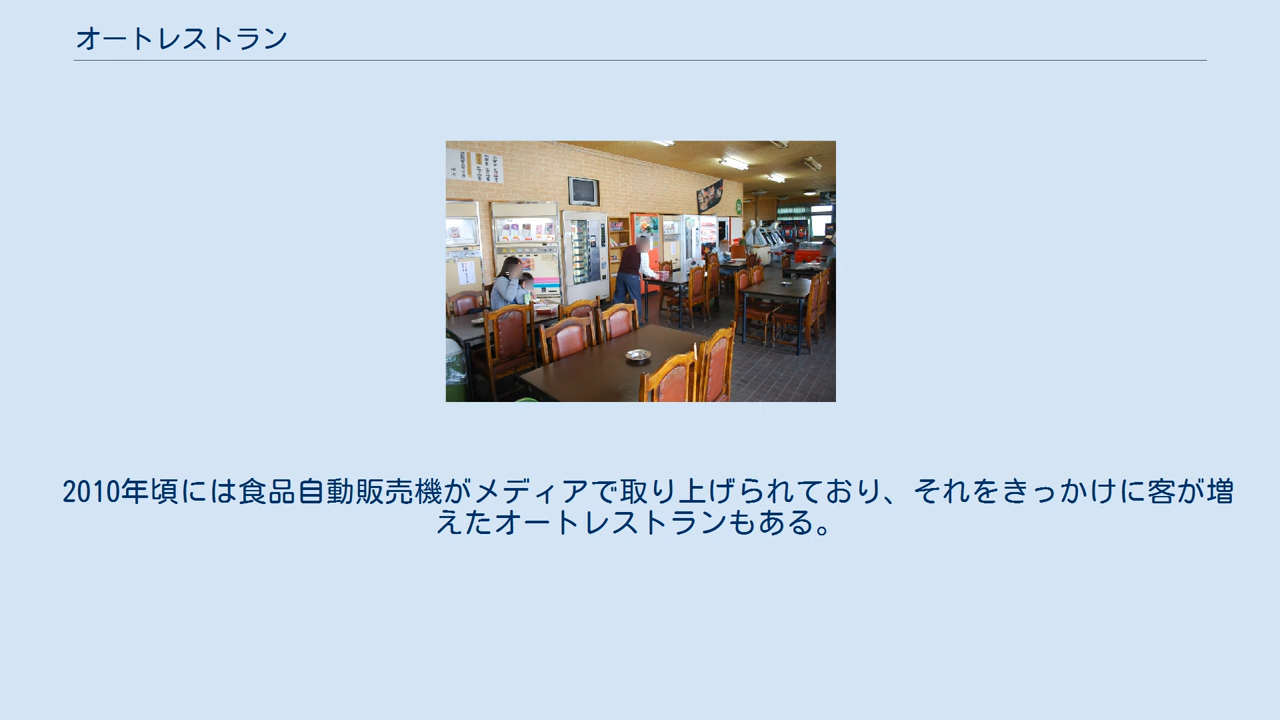 オートレストラン
2010年頃には食品自動販売機がメディアで取り上げられており、それをきっかけに客が増
えたオートレストランもある。